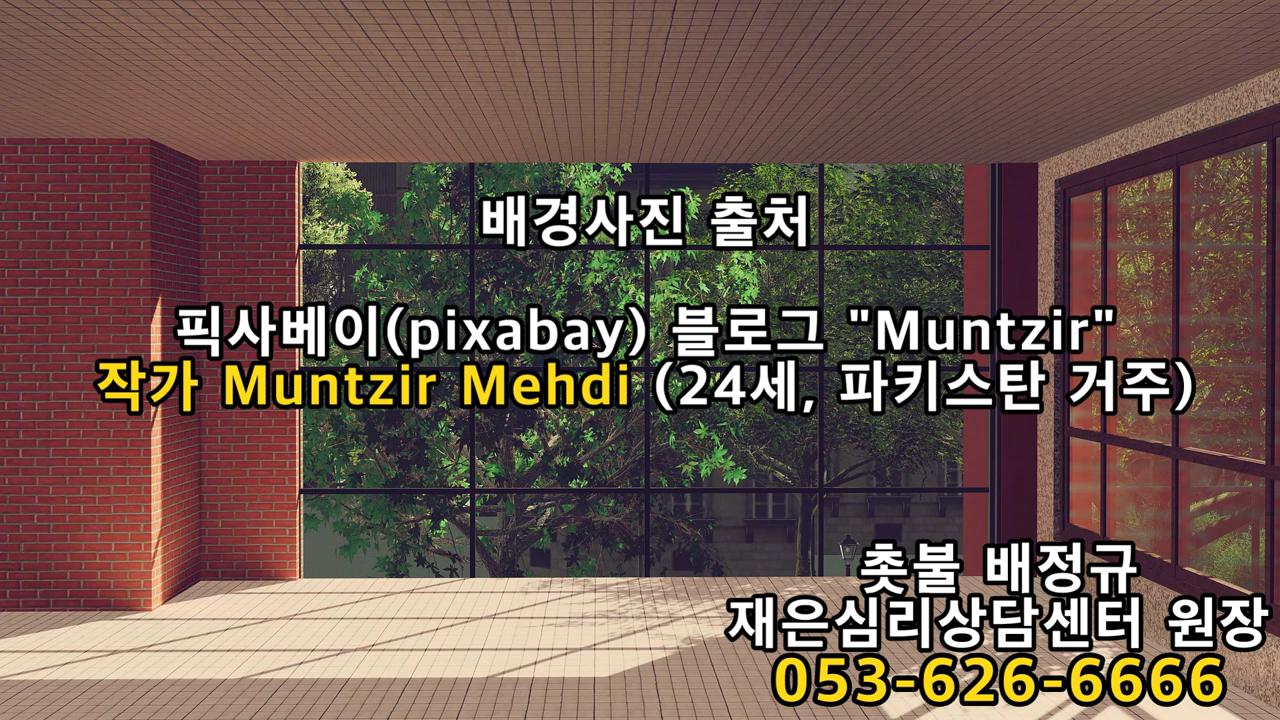 배경사진 출처
픽사베이(pixabay) 블로그 "Muntzir"
작가 Muntzir Mehdi (24세, 파키스탄 거주)
촛불 배정규
재은심리상담센터 원장
053-626-6666